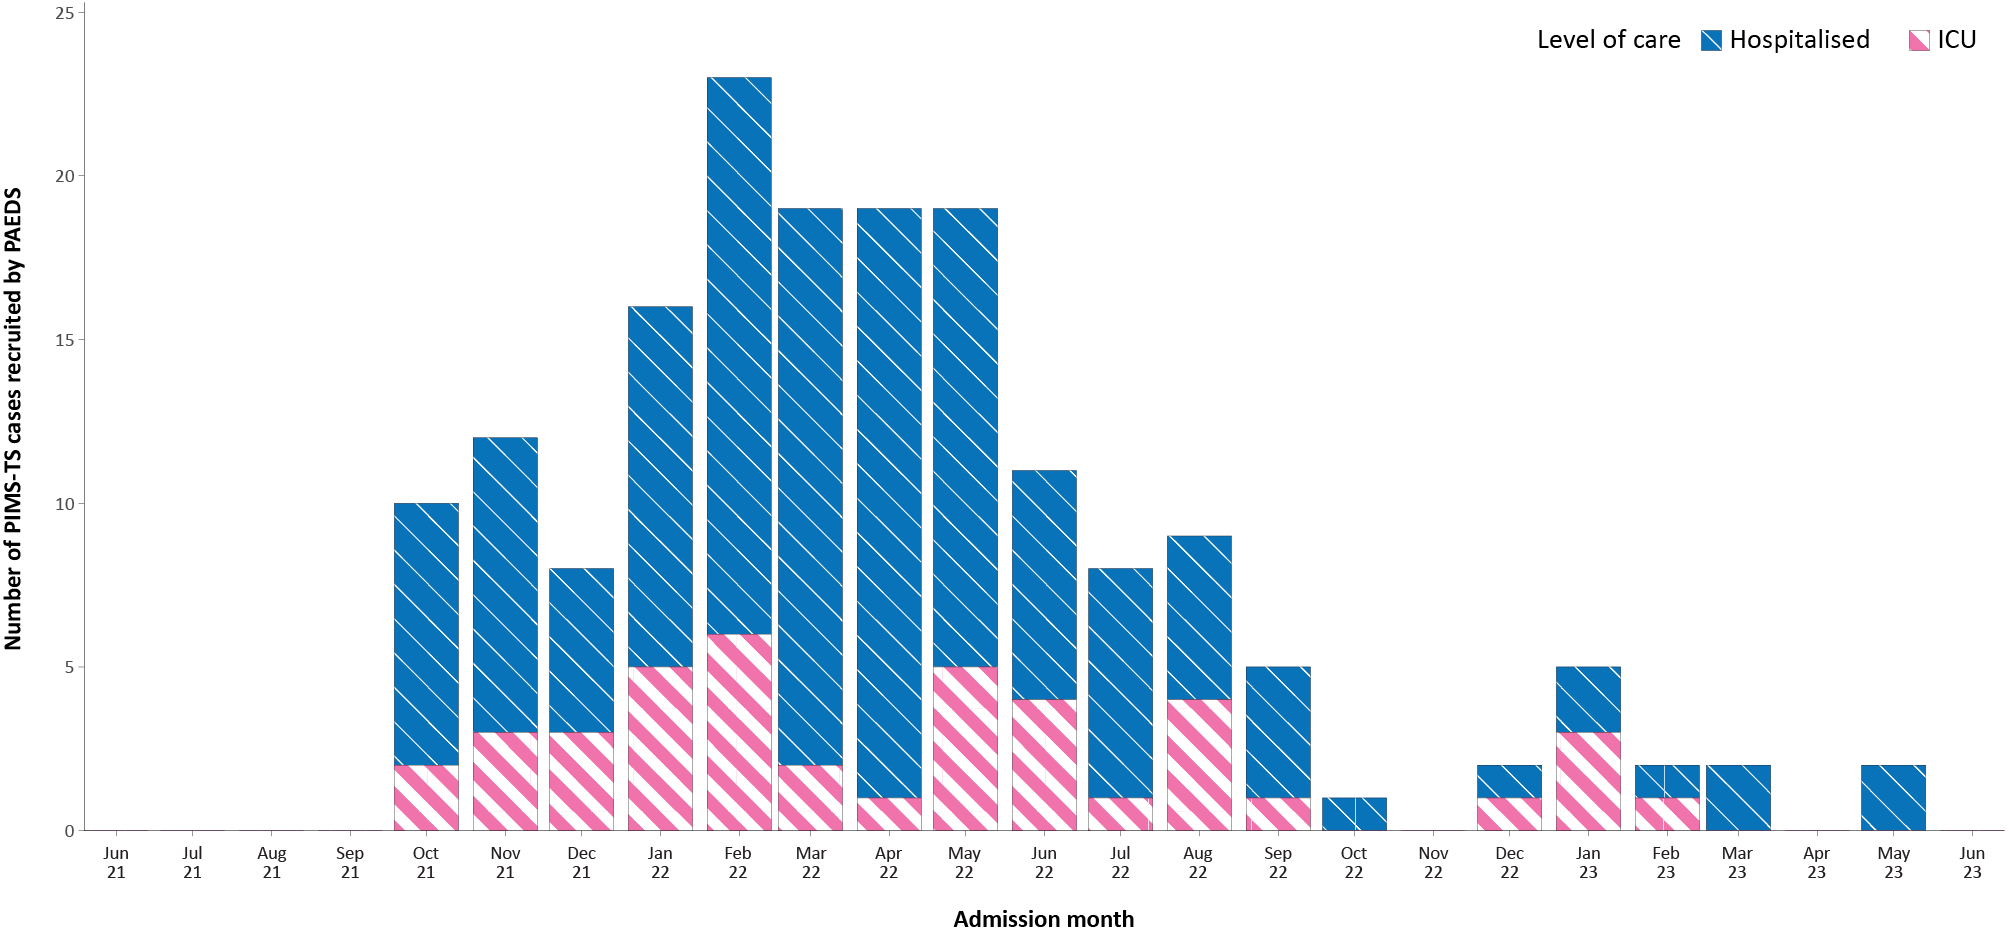 Number of PIMS-TS cases recruited by PAEDS
25
20
15
10
5
0
Level of care Hospitalised ICU
Jun Jul Aug Sep Oct Nov Dec Jan Feb Mar Apr May Jun Jul Aug Sep Oct Nov Dec Jan Feb Mar Apr May Jun
21 21 21 21 21 21 21 22 22 22 22 22 22 22 22 22 22 22 22 23 23 23 23 23 23
Admission month